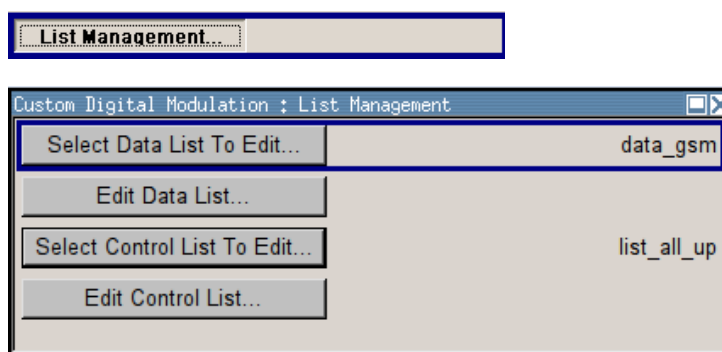 List Management...
Custom Digital Modulation : List Management
Select Data List To Edit... data_gsm
Edit Data List...
Select Control List To Edit... list_all_up
Edit Control List...